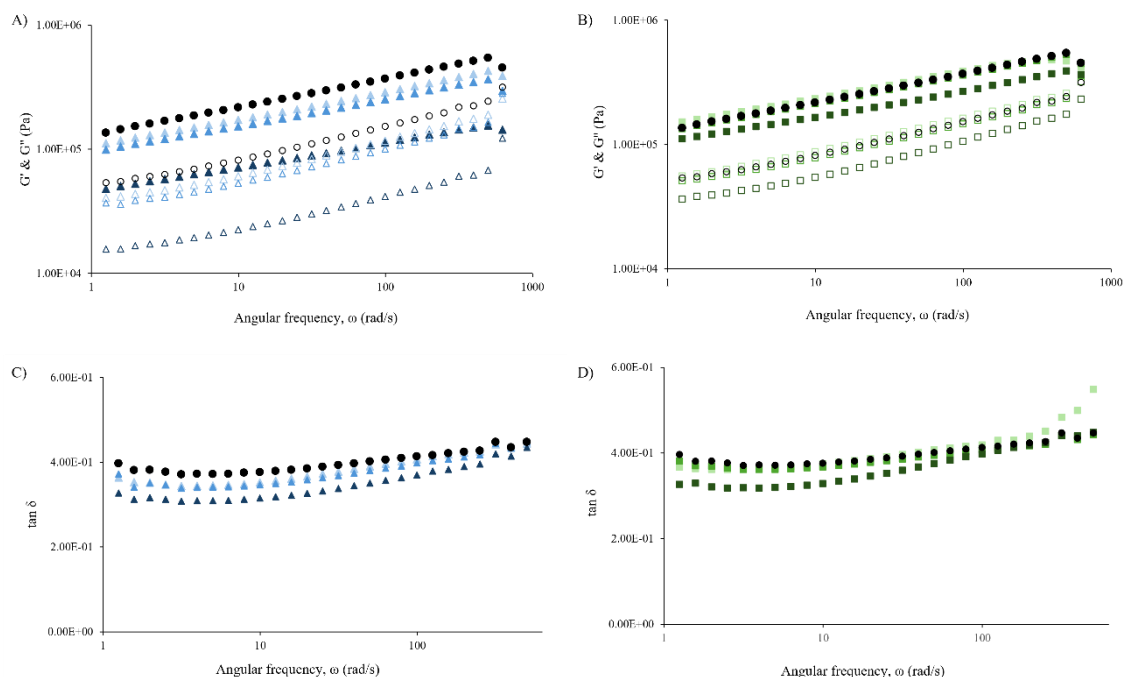 A)
1.00E+06
1.00E+05
1.00E+04
G' & G" (Pa)
1
10
100
1000
Angular frequency, ω (rad/s)
B)
1.00E+06
1.00E+05
1.00E+04
G' & G" (Pa)
1
10
100
1000
Angular frequency, ω (rad/s)
C)
6.00E-01
4.00E-01
2.00E-01
0.00E+00
tan δ
1
10
100
Angular frequency, ω (rad/s)
D)
6.00E-01
4.00E-01
2.00E-01
0.00E+00
tan δ
1
10
100
Angular frequency, ω (rad/s)